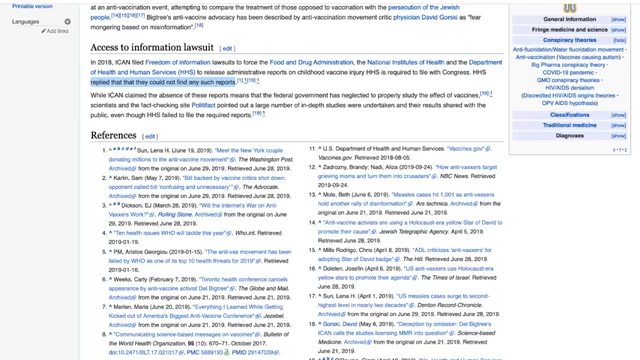 Printable version
Languages
Add links
at an anti-vaccination event, attempting to compare the treatment of those opposed to vaccination with the persecution of the Jewish
people.[14][15][16][17] Bigtree's anti-vaccine advocacy has been described by anti-vaccination movement critic physician David Gorski as "fear
mongering based on misinformation".[18]
Access to information lawsuit [ edit ]
In 2018, ICAN filed Freedom of information lawsuits to force the Food and Drug Administration, the National Institutes of Health and the Department
of Health and Human Services (HHS) to release administrative reports on childhood vaccine injury HHS is required to file with Congress. HHS
replied that that they could not find any such reports.
While ICAN claimed the absence of these reports means that the federal government has neglected to properly study the effect of vaccines,[19]
scientists and the fact-checking site Politifact pointed out a large number of in-depth studies were undertaken and their results shared with the
public, even though HHS failed to file the required reports.[19]
References [ edit ]
1. ^ a b c d e f Sun, Lena H. (June 19, 2019). "Meet the New York couple
donating millions to the anti-vaccine movement". The Washington Post.
Archived from the original on June 21, 2019. Retrieved June 28, 2019.
2. ^ Karlin, Sam (May 7, 2019). "Bill backed by vaccine critics shot down,
opponent called bill 'confusing and unnecessary'". The Advocate.
3. ^ a b Dickson, EJ (March 28, 2019). "Will the Internet's War on Anti-
Vaxxers Work?". Rolling Stone. Archived from the original on June
29, 2019. Retrieved June 28, 2019.
4. ^ "Ten health issues WHO will tackle this year". Who.int. Retrieved
2019-01-19.
5. ^ PM, Aristos Georgiou (2019-01-15). "The anti-vax movement has been
listed by WHO as one of its top 10 health threats for 2019". Retrieved
2019-01-16.
6. ^ Weeks, Carly (August 7, 2019). "Toronto health conference cancels
appearance by anti-vaccine activist Del Bigtree". The Globe and Mail.
Archived from the original on June 21, 2019. Retrieved June 28, 2019.
7. ^ Merlan, Maria (June 20, 2019). "Everything I Learned While Getting
Kicked out of America's Biggest Anti-Vaccine Conference". Jezebel.
Archived from the original on June 21, 2019. Retrieved June 28, 2019.
8. ^ "Communicating science-based messages on vaccines". Bulletin of
the World Health Organization. 95 (10): 670–71. October 2017.
doi:10.2471/BLT.17.021017. PMC 5689193. PMID 29147039.
11. ^ U.S. Department of Health and Human Services. "Vaccines.gov".
Vaccines.gov. Retrieved 2018-08-05.
12. ^ Zadrozny, Brandy; Nadi, Aliza (2019-09-24). "How anti-vaxxers target
grieving moms and turn them into crusaders". NBC News. Retrieved
2019-09-24.
13. ^ Mole, Beth (June 6, 2019). "Measles cases hit 1,001 as anti-vaxxers
hold another rally of disinformation". Ars technica. Archived from the
original on June 21, 2019. Retrieved June 21, 2019.
14. ^ "Anti-vaccine activists are using a Holocaust-era yellow Star of David to
promote their cause". Jewish Telegraphic Agency. April 5, 2019.
Retrieved June 28, 2019.
15. ^ Mills Rodrigo, Chris (April 8, 2019). "ADL criticizes 'anti-vaxxers' for
adopting Star of David badge". The Hill. Retrieved June 28, 2019.
16. ^ Dolsten, Josefin (April 6, 2019). "US anti-vaxxers use Holocaust-era
yellow stars to promote their agenda". The Times of Israel. Retrieved
June 28, 2019.
17. ^ Sun, Lena H. (April 1, 2019). "US measles cases surge to second-
highest level in nearly two decades". Denton Record-Chronicle.
Archived from the original on June 28, 2019. Retrieved June 29, 2019.
18. ^ Gorski, David (May 6, 2019). "Deception by omission: Del Bigtree's
ICAN calls the studies licensing MMR into question". Science-based
Medicine. Archived from the original on June 21, 2019. Retrieved
June 28, 2019.
General information [show]
Fringe medicine and science [show]
Conspiracy theories [hide]
Anti-fluoridation/Water fluoridation movement
Anti-vaccination (Vaccines causing autism)
Big Pharma conspiracy theory
COVID-19 pandemic
GMO conspiracy theories
HIV/AIDS denialism
(Discredited HIV/AIDS origins theories
OPV AIDS hypothesis)
Classifications [show]
Traditional medicine [show]
Diagnoses [show]
V·T·E